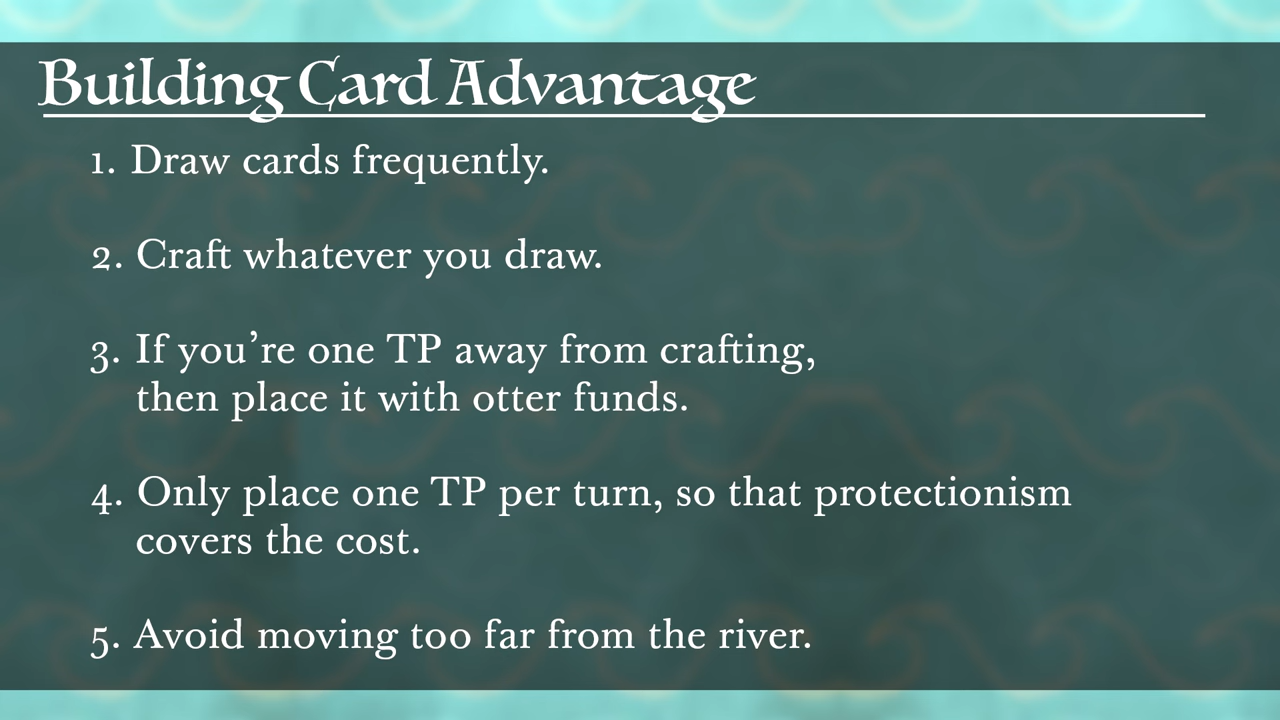 Building Card Advantage
1. Draw cards frequently.
2. Craft whatever you draw.
3. If you’re one TP away from crafting,
then place it with otter funds.
4. Only place one TP per turn, so that protectionism
covers the cost.
5. Avoid moving too far from the river.